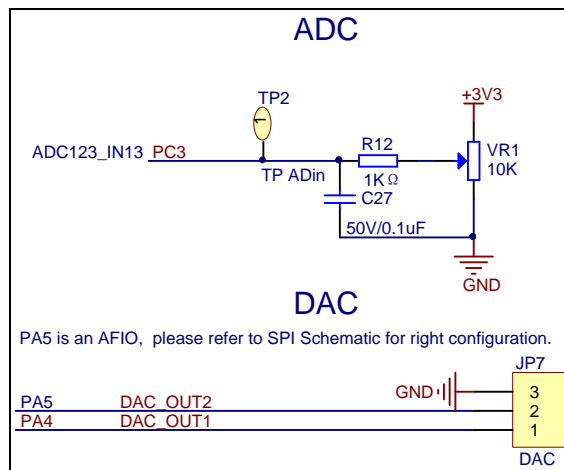 ADC
TP2
1
+3V3
ADC123_IN13 PC3
R12
VR1
TP ADin
1KΩ
10K
C27
50V/0.1uF
GND
DAC
PA5 is an AFIO, please refer to SPI Schematic for right configuration.
JP7
GND
3
PA5 DAC_OUT2
2
PA4 DAC_OUT1
1
DAC